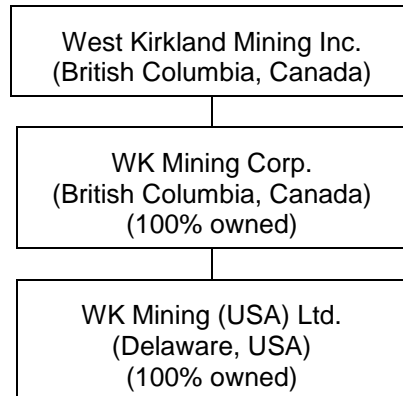 West Kirkland Mining Inc.
(British Columbia, Canada)
WK Mining Corp.
(British Columbia, Canada)
(100% owned)
WK Mining (USA) Ltd.
(Delaware, USA)
(100% owned)